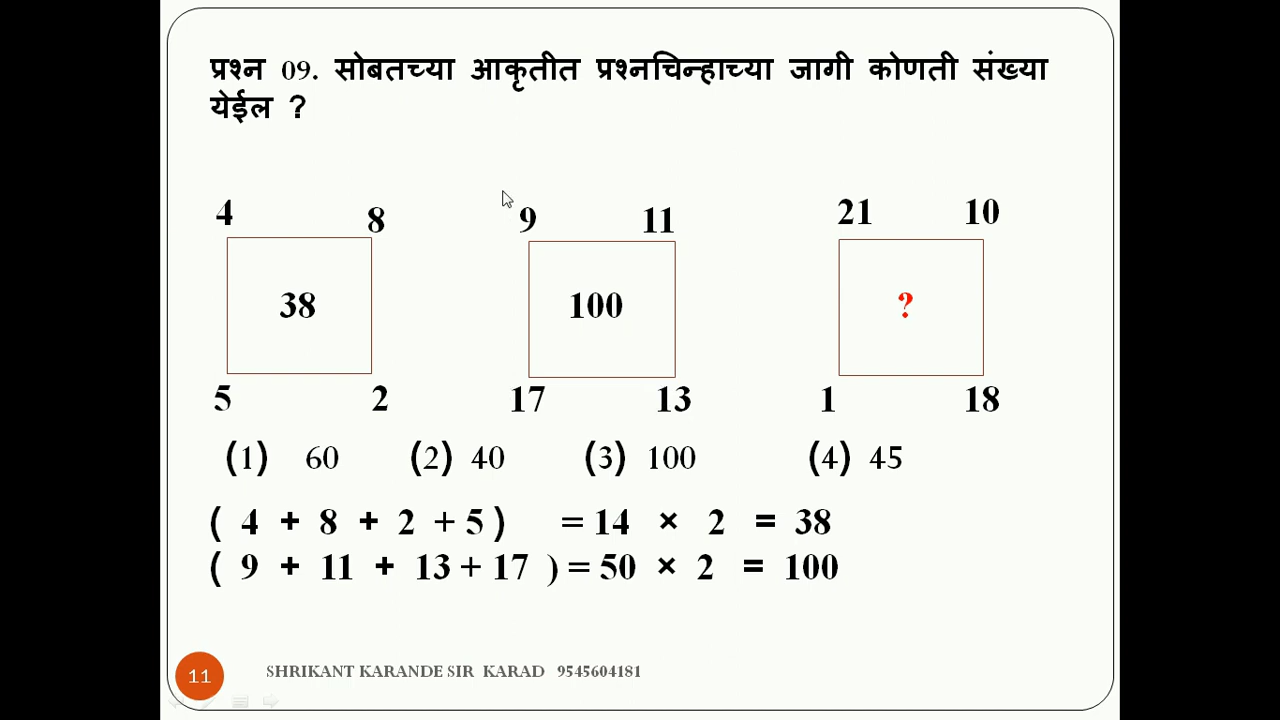 प्रश्न 09. सोबतच्या आकृतीत प्रश्नचिन्हाच्या जागी कोणती संख्या
येईल ?
4 8 9 11 21 10
38 100 ?
5 2 17 13 1 18
(1) 60 (2) 40 (3) 100 (4) 45
( 4 + 8 + 2 + 5 ) = 14 × 2 = 38
( 9 + 11 + 13 + 17 ) = 50 × 2 = 100
11 SHRIKANT KARANDE SIR KARAD 9545604181